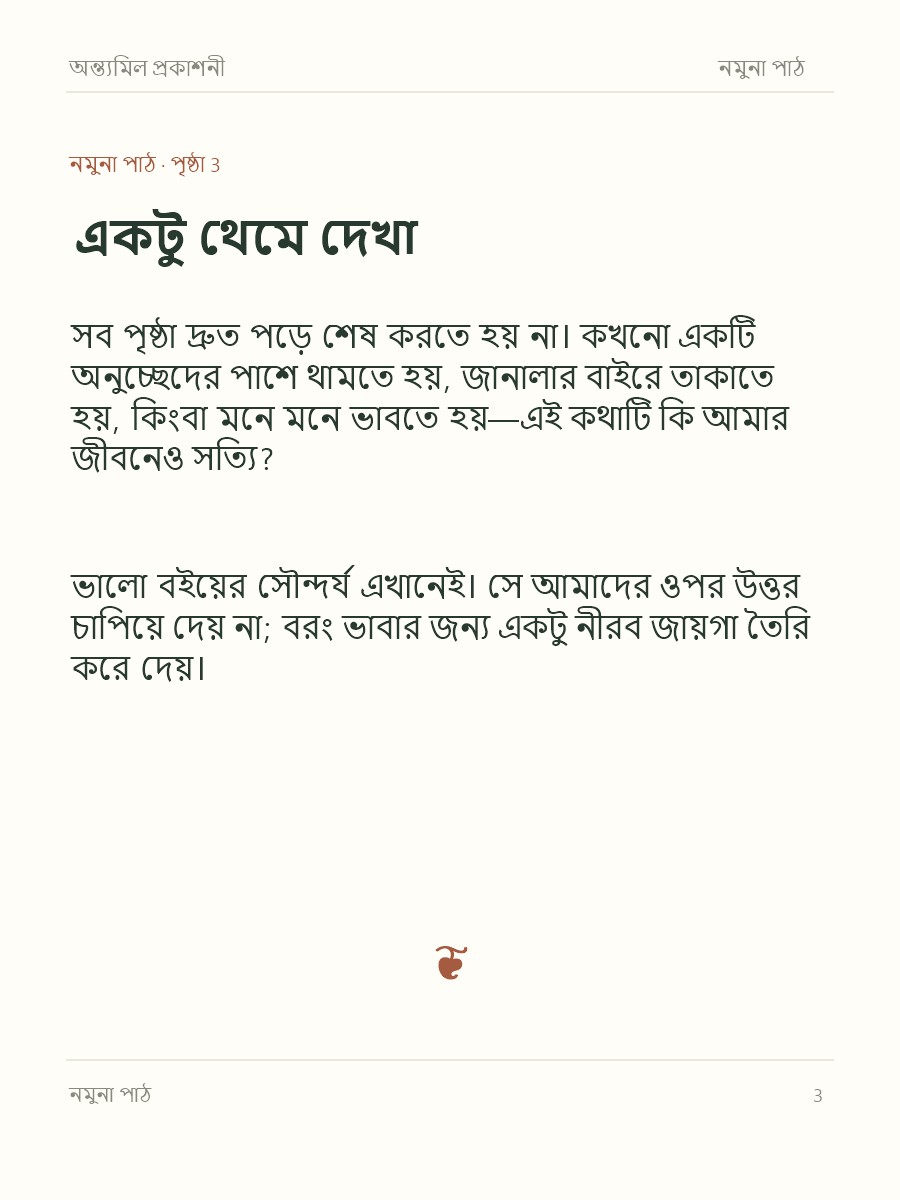 অন্ত্যমিল প্রকাশনী
নমুনা পাঠ
নমুনা পাঠ · পৃষ্ঠা 3
একটু থেমে দেখা
সব পৃষ্ঠা দ্রুত পড়ে শেষ করতে হয় না। কখনো একটি
অনুচ্ছেদের পাশে থামতে হয়, জানালার বাইরে তাকাতে
হয়, কিংবা মনে মনে ভাবতে হয়—এই কথাটি কি আমার
জীবনেও সত্যি?
ভালো বইয়ের সৌন্দর্য এখানেই। সে আমাদের ওপর উত্তর
চাপিয়ে দেয় না; বরং ভাবার জন্য একটু নীরব জায়গা তৈরি
করে দেয়।
❦
নমুনা পাঠ
3